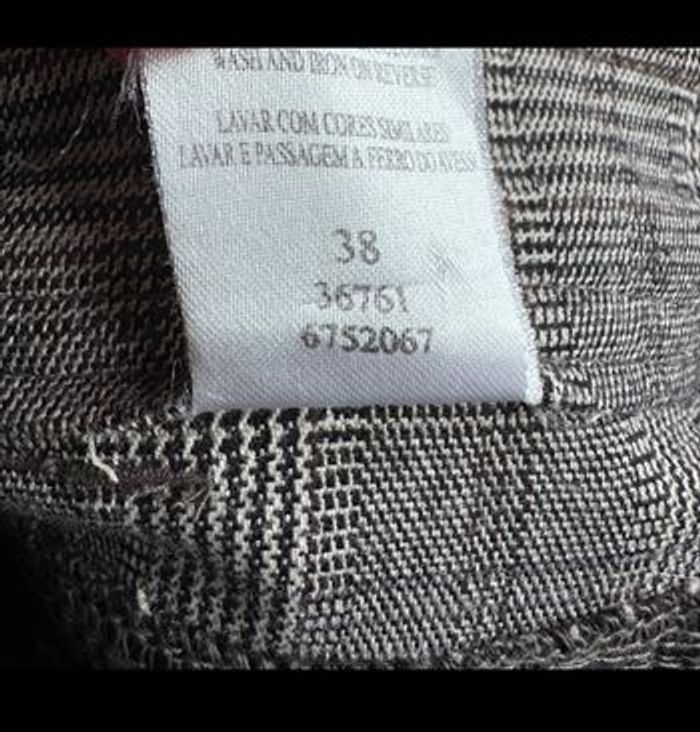 WASH AND IRON ON REVERSE
LAVAR COM CORES SIMILARES
LAVAR E PASSAGEM A FERRO DO AVESSO
38
36761
6752067